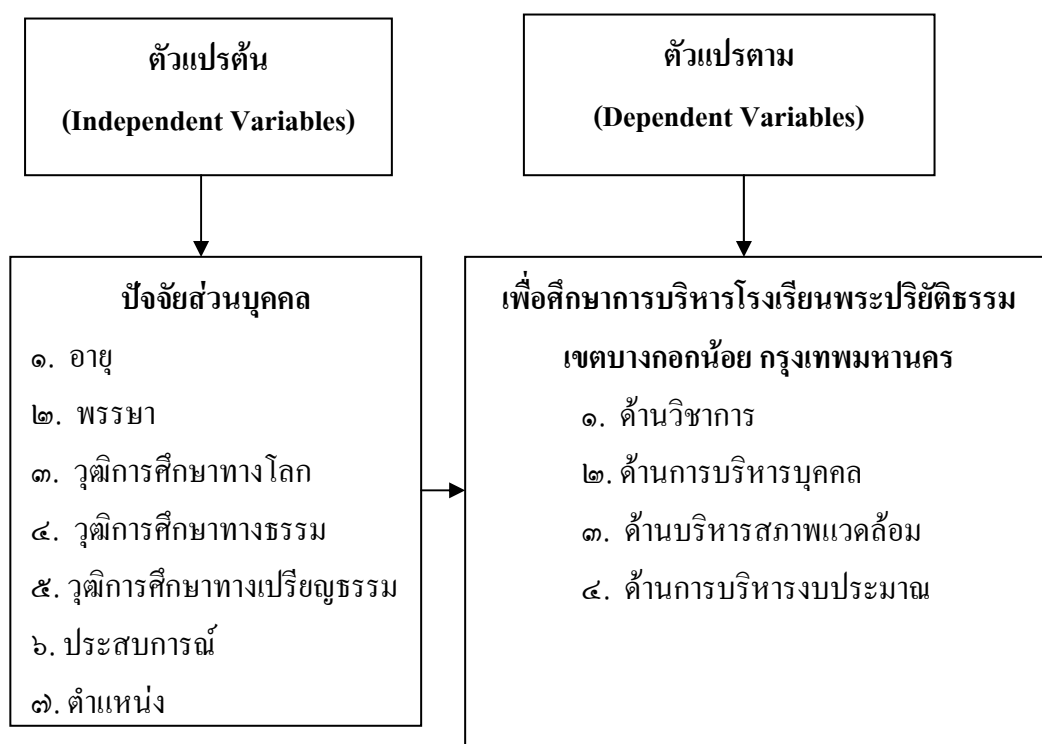 ตัวแปรต้น
(Independent Variables)
ตัวแปรตาม
(Dependent Variables)
ปัจจัยส่วนบุคคล
๑. อายุ
๒. พรรษา
๓. วุฒิการศึกษาทางโลก
๔. วุฒิการศึกษาทางธรรม
๕. วุฒิการศึกษาทางเปรียญธรรม
๖. ประสบการณ์
๗. ตำแหน่ง
เพื่อศึกษาการบริหารโรงเรียนพระปริยัติธรรม
เขตบางกอกน้อย กรุงเทพมหานคร
๑. ด้านวิชาการ
๒. ด้านการบริหารบุคคล
๓. ด้านบริหารสภาพแวดล้อม
๔. ด้านการบริหารงบประมาณ